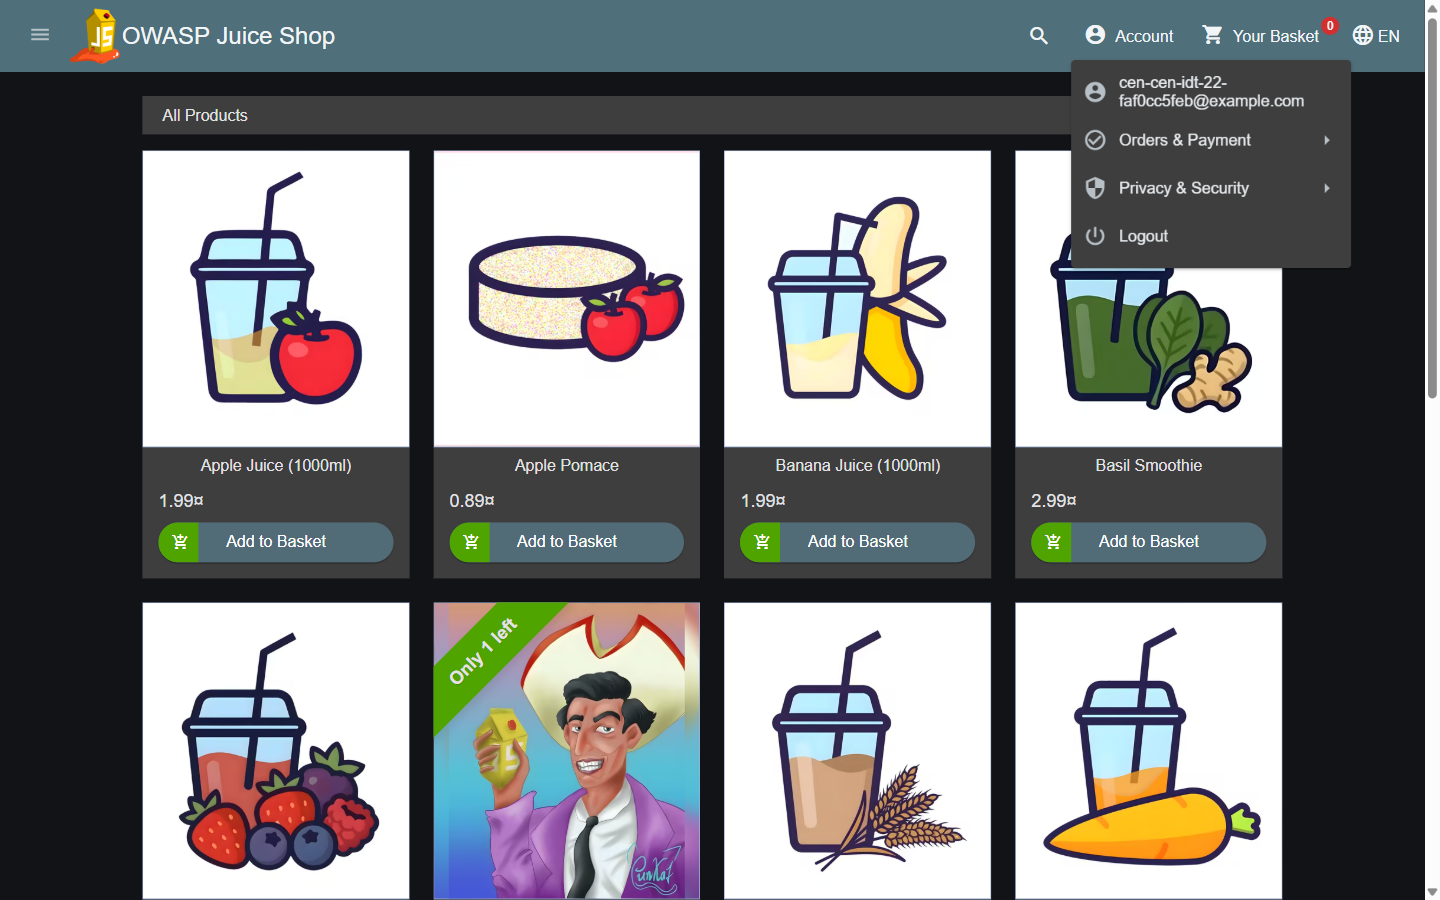 OWASP Juice Shop
Account
Your Basket
0
EN
cen-cen-idt-22-
faf0cc5feb@example.com
Orders & Payment
Privacy & Security
Logout
All Products
Apple Juice (1000ml)
1.99¤
Add to Basket
Apple Pomace
0.89¤
Add to Basket
Banana Juice (1000ml)
1.99¤
Add to Basket
Basil Smoothie
2.99¤
Add to Basket
Only 1 left
JS